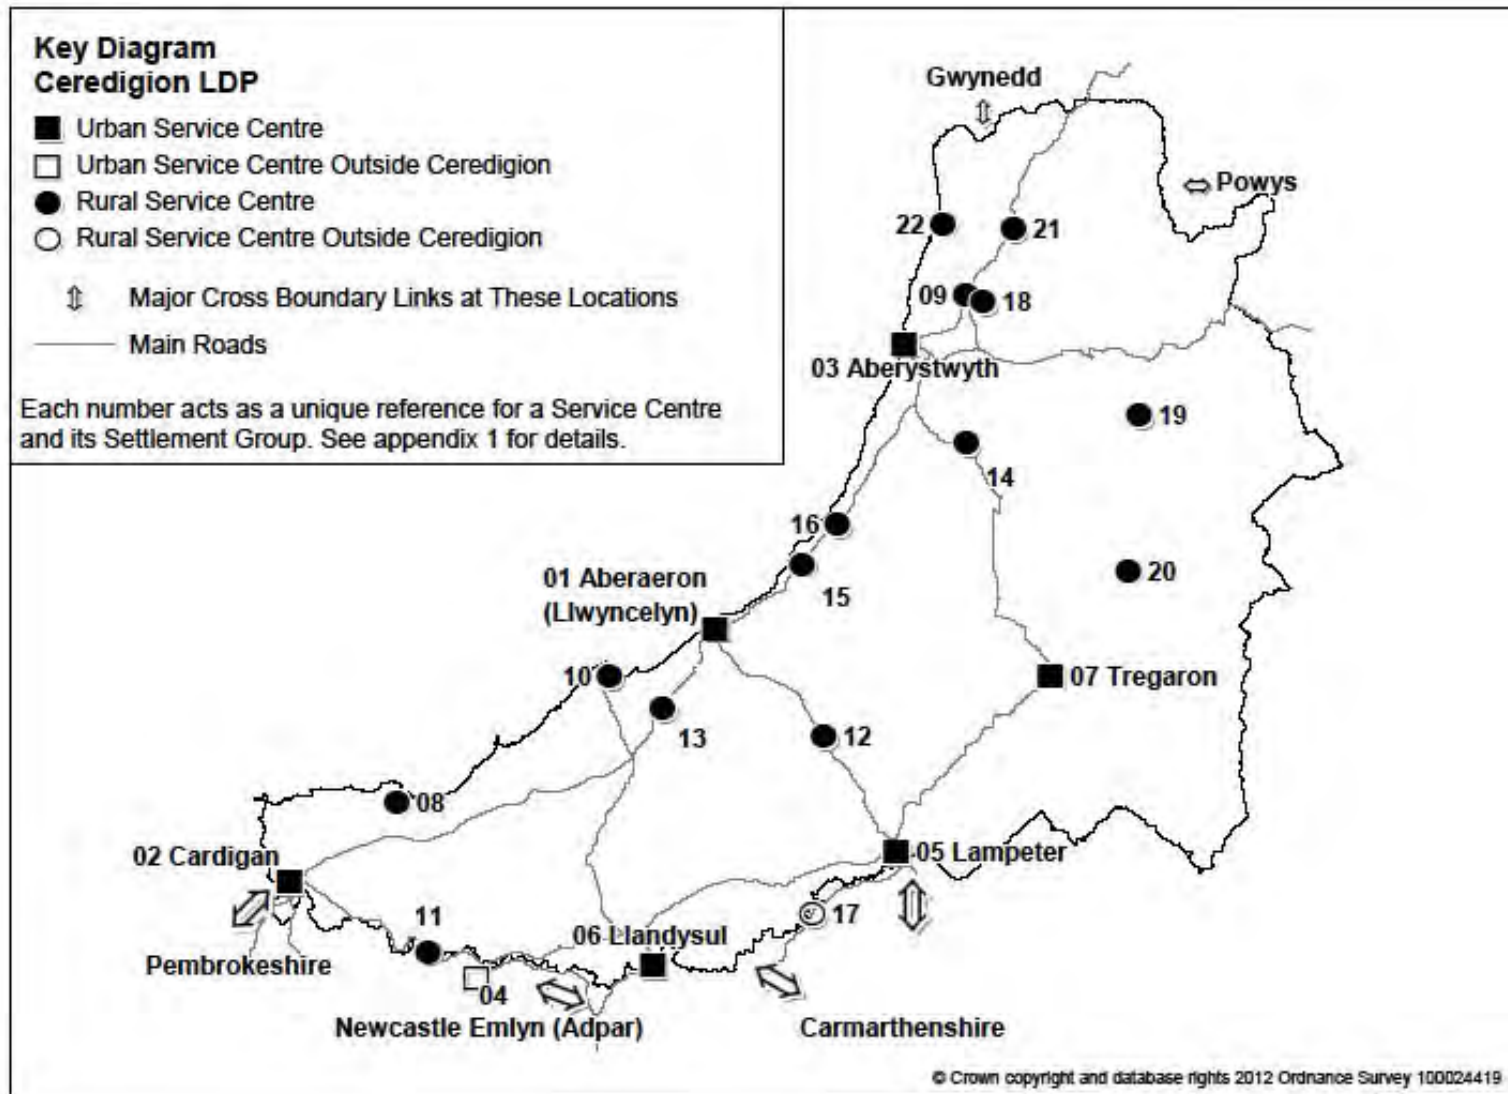 Key Diagram
Ceredigion LDP
Urban Service Centre
Urban Service Centre Outside Ceredigion
Rural Service Centre
Rural Service Centre Outside Ceredigion
Major Cross Boundary Links at These Locations
Main Roads
Each number acts as a unique reference for a Service Centre
and its Settlement Group. See appendix 1 for details.
Gwynedd
Powys
22
21
09
18
03 Aberystwyth
19
14
16
01 Aberaeron
(Llwyncelyn)
15
20
10
07 Tregaron
13
12
08
02 Cardigan
05 Lampeter
11
17
06 Llandysul
Pembrokeshire
04
Newcastle Emlyn (Adpar)
Carmarthenshire
© Crown copyright and database rights 2012 Ordnance Survey 100024419